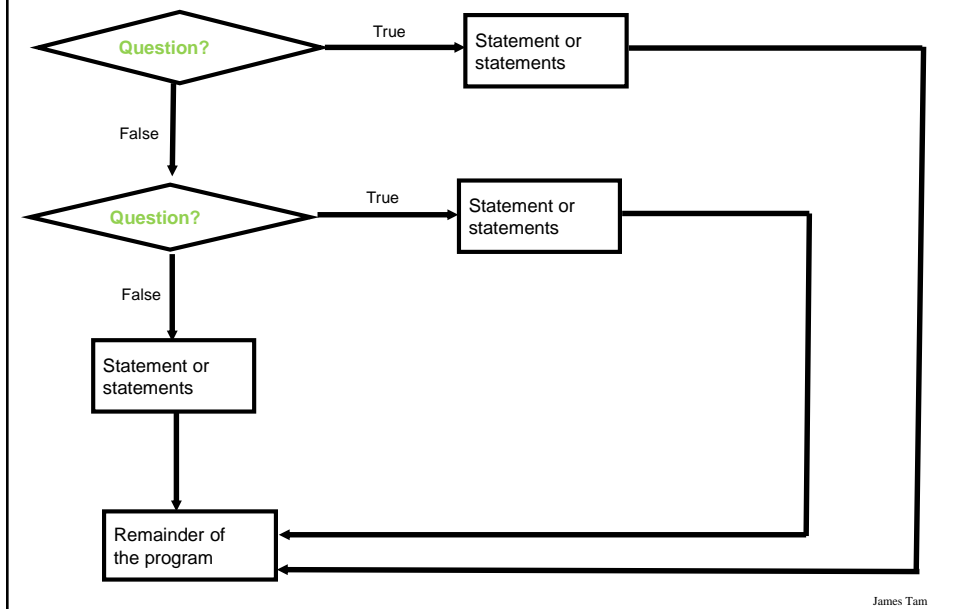 Question?
True
Statement or
statements
False
Question?
True
Statement or
statements
False
Statement or
statements
Remainder of
the program
James Tam